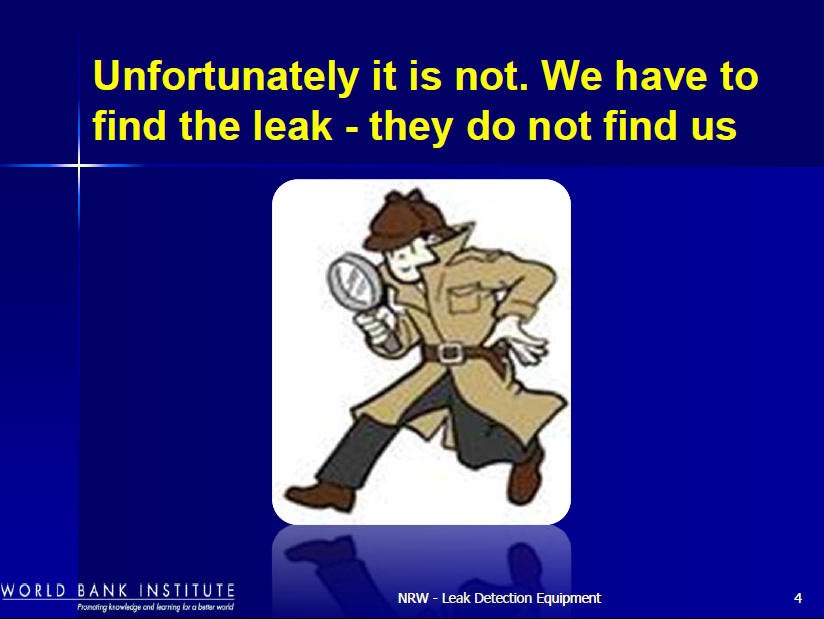 Unfortunately it is not. We have to
find the leak - they do not find us
WORLD BANK INSTITUTE
Promoting knowledge and learning for a better world
NRW - Leak Detection Equipment
4